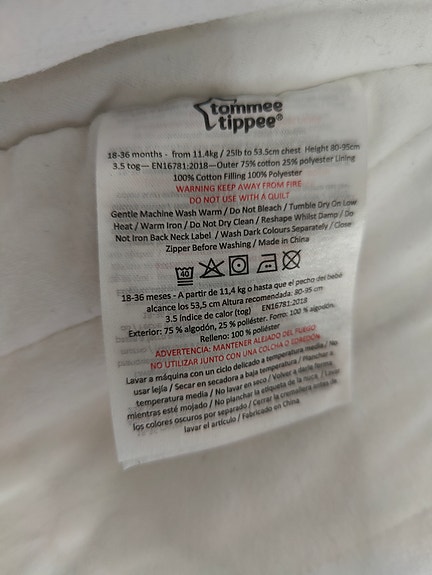 tommee
tippee®
18-36 months - from 11.4kg / 25lb to 53.5cm chest Height 80-95cm
3.5 tog— EN16781:2018—Outer 75% cotton 25% polyester Lining
100% Cotton Filling 100% Polyester
WARNING KEEP AWAY FROM FIRE
DO NOT USE WITH A QUILT
Gentle Machine Wash Warm / Do Not Bleach / Tumble Dry On Low
Heat / Warm Iron / Do Not Dry Clean / Reshape Whilst Damp / Do
Not Iron Back Neck Label / Wash Dark Colours Separately / Close
Zipper Before Washing / Made in China
40
18-36 meses - A partir de 11,4 kg o hasta que el pecho del bebé
alcance los 53,5 cm Altura recomendada: 80-95 cm
3.5 índice de calor (tog) EN16781:2018
Exterior: 75 % algodón, 25 % poliéster. Forro: 100 % algodón.
Relleno: 100 % poliéster
ADVERTENCIA: MANTENER ALEJADO DEL FUEGO
NO UTILIZAR JUNTO CON UNA COLCHA O EDREDÓN
Lavar a máquina con un ciclo delicado a temperatura media / No
usar lejía / Secar en secadora a baja temperatura / Planchar a
temperatura media / No lavar en seco / Volver a darle forma
mientras esté mojado / No planchar la etiqueta de la nuca. / Lavar
los colores oscuros por separado / Cerrar la cremallera antes de
lavar el artículo / Fabricado en China